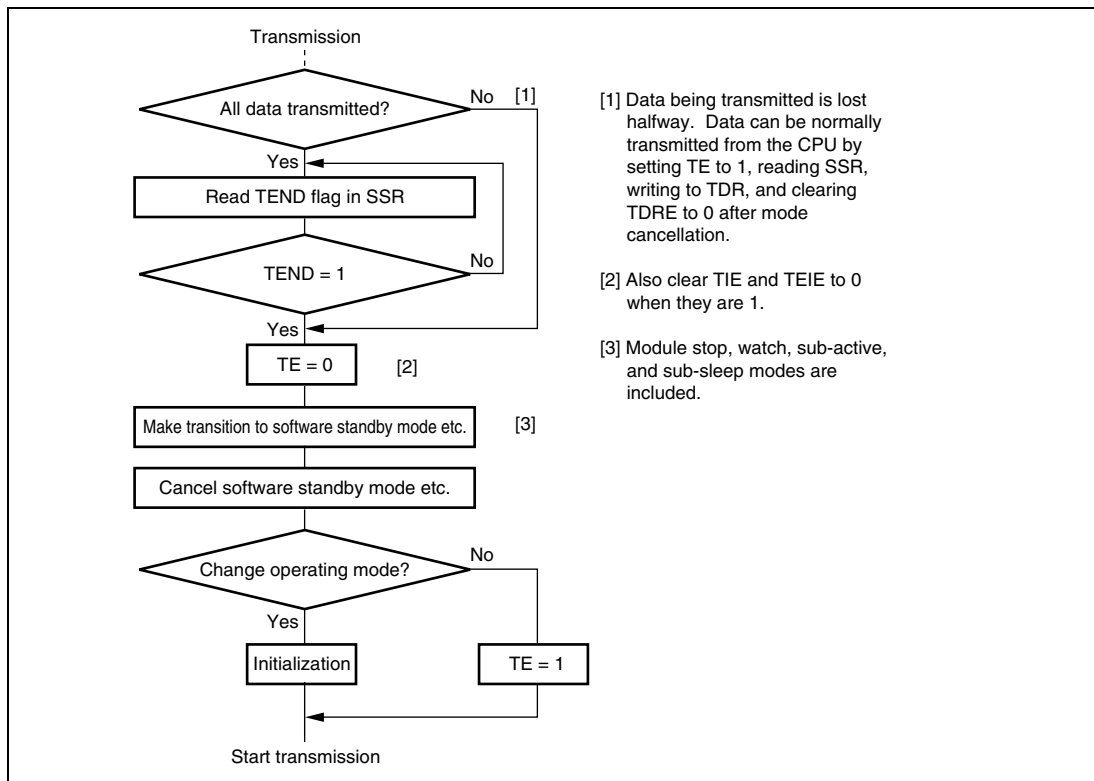 Transmission
All data transmitted?
No [1]
Yes
Read TEND flag in SSR
TEND = 1
No
Yes
TE = 0 [2]
Make transition to software standby mode etc. [3]
Cancel software standby mode etc.
Change operating mode?
No
Yes
Initialization
TE = 1
Start transmission
[1] Data being transmitted is lost
halfway. Data can be normally
transmitted from the CPU by
setting TE to 1, reading SSR,
writing to TDR, and clearing
TDRE to 0 after mode
cancellation.
[2] Also clear TIE and TEIE to 0
when they are 1.
[3] Module stop, watch, sub-active,
and sub-sleep modes are
included.